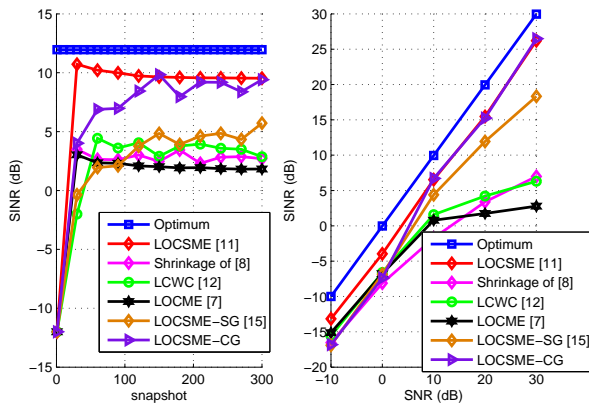 15
10
5
0
−5
−10
−15
SINR (dB)
0
100
200
300
snapshot
Optimum
LOCSME [11]
Shrinkage of [8]
LCWC [12]
LOCME [7]
LOCSME−SG [15]
LOCSME−CG
30
25
20
15
10
5
0
−5
−10
−15
−20
SINR (dB)
−10
0
10
20
30
SNR (dB)
Optimum
LOCSME [11]
Shrinkage of [8]
LCWC [12]
LOCME [7]
LOCSME−SG [15]
LOCSME−CG